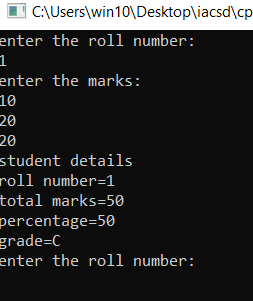 C:\Users\win10\Desktop\iacsd\cp
enter the roll number:
1
enter the marks:
10
20
20
student details
roll number=1
total marks=50
percentage=50
grade=C
enter the roll number: